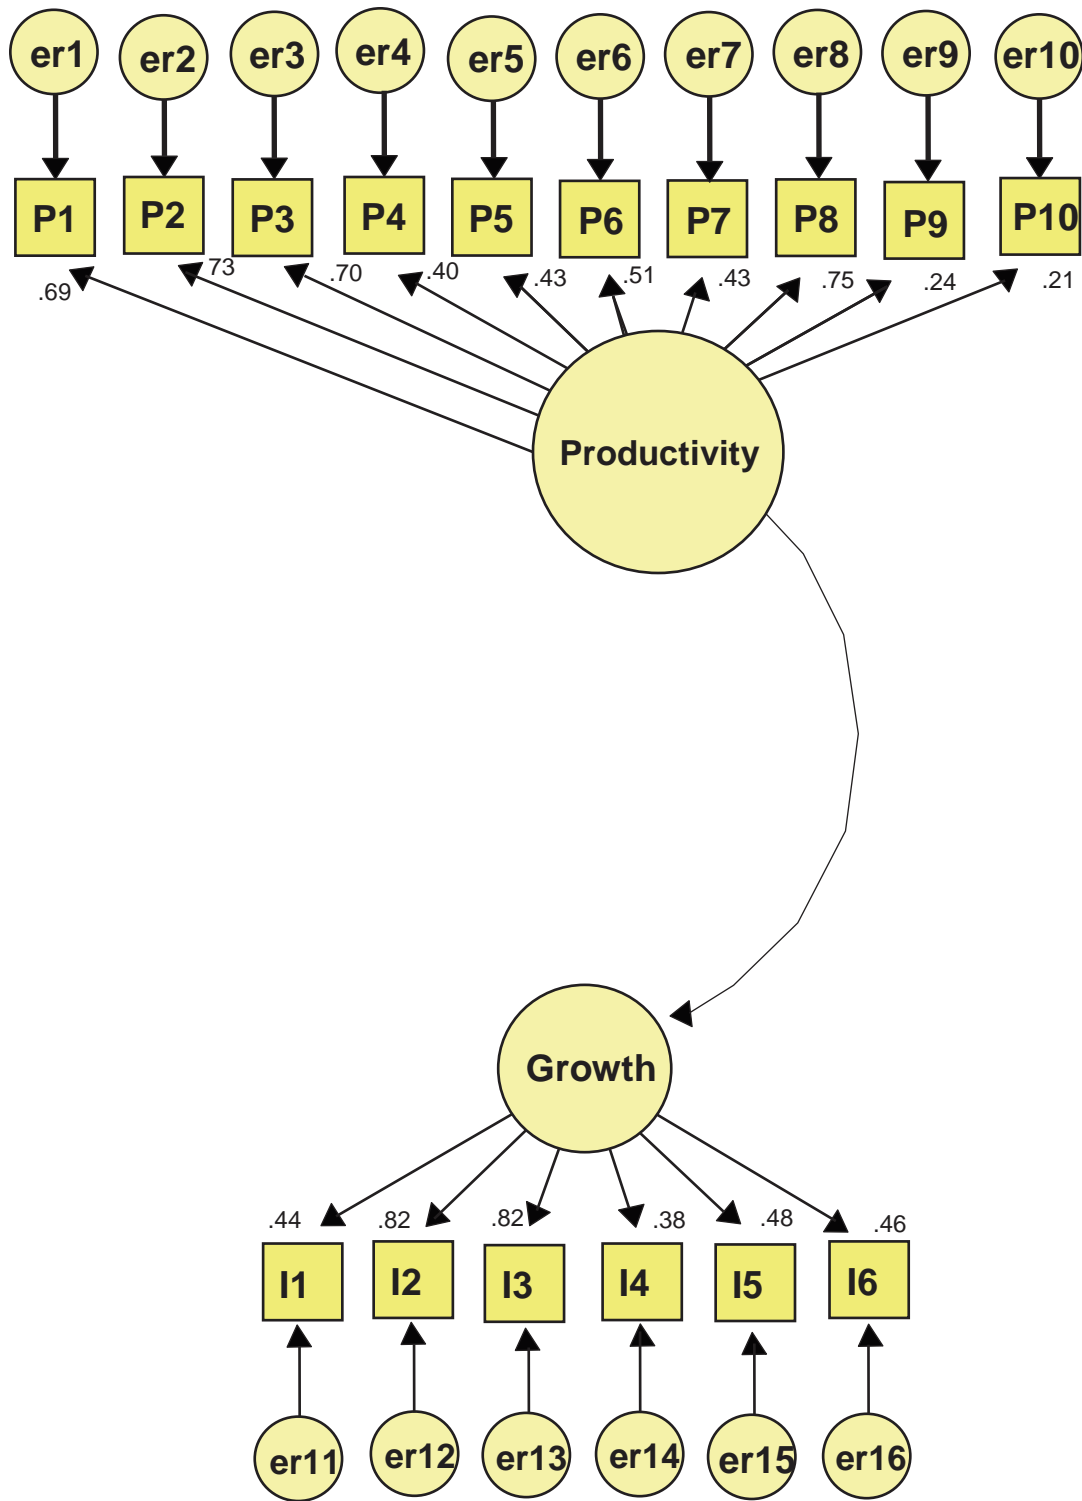 er1 er2 er3 er4 er5 er6 er7 er8 er9 er10
P1 P2 P3 P4 P5 P6 P7 P8 P9 P10
.69 .73 .70 .40 .43 .51 .43 .75 .24 .21
Productivity
Growth
.44 .82 .82 .38 .48 .46
I1 I2 I3 I4 I5 I6
er11 er12 er13 er14 er15 er16